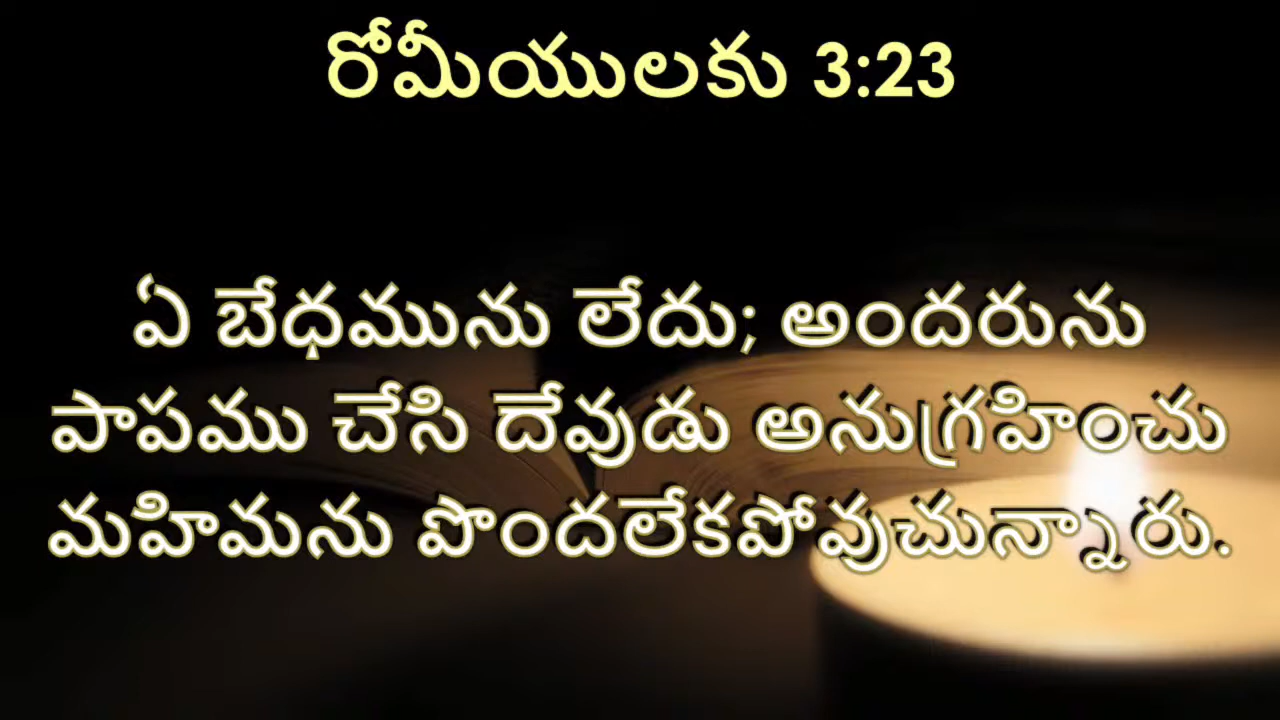 రోమీయులకు 3:23
ఏ బేధమును లేదు; అందరును
పాపము చేసి దేవుడు అనుగ్రహించు
మహిమను పొందలేకపోవుచున్నారు.